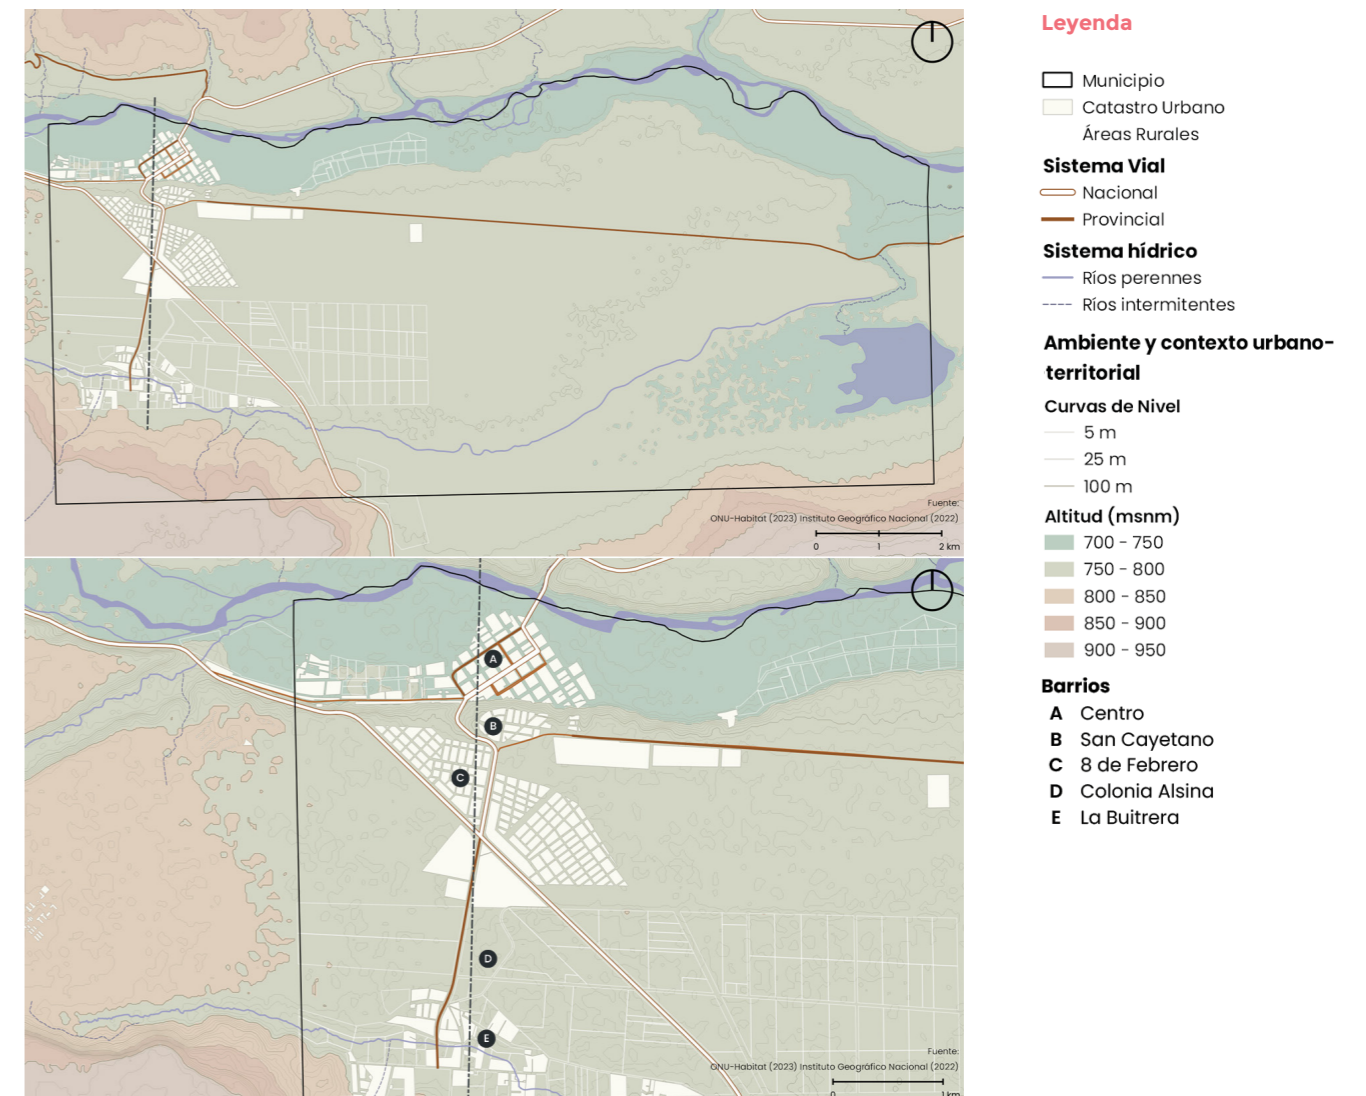 Fuente:
ONU-Habitat (2023) Instituto Geográfico Nacional (2022)
0 1 2 km
A
B
C
D
E
Fuente:
ONU-Habitat (2023) Instituto Geográfico Nacional (2022)
0 1 km
Leyenda
Municipio
Catastro Urbano
Áreas Rurales
Sistema Vial
Nacional
Provincial
Sistema hídrico
Ríos perennes
Ríos intermitentes
Ambiente y contexto urbano-
territorial
Curvas de Nivel
5 m
25 m
100 m
Altitud (msnm)
700 - 750
750 - 800
800 - 850
850 - 900
900 - 950
Barrios
A Centro
B San Cayetano
C 8 de Febrero
D Colonia Alsina
E La Buitrera